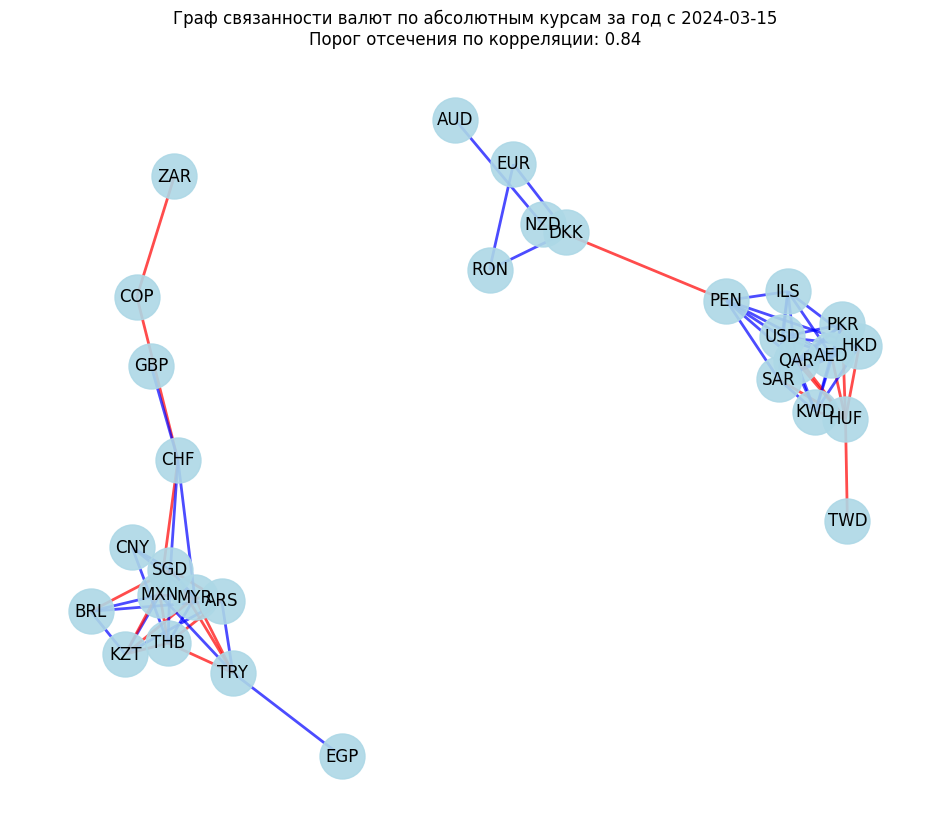 Граф связанности валют по абсолютным курсам за год с 2024-03-15
Порог отсечения по корреляции: 0.84
AUD
EUR
ZAR
NZD
DKK
RON
ILS
COP
PEN
PKR
USD
HKD
AED
QAR
GBP
SAR
KWD
HUF
CHF
TWD
CNY
SGD
MXN
MYR
ARS
BRL
THB
KZT
TRY
EGP